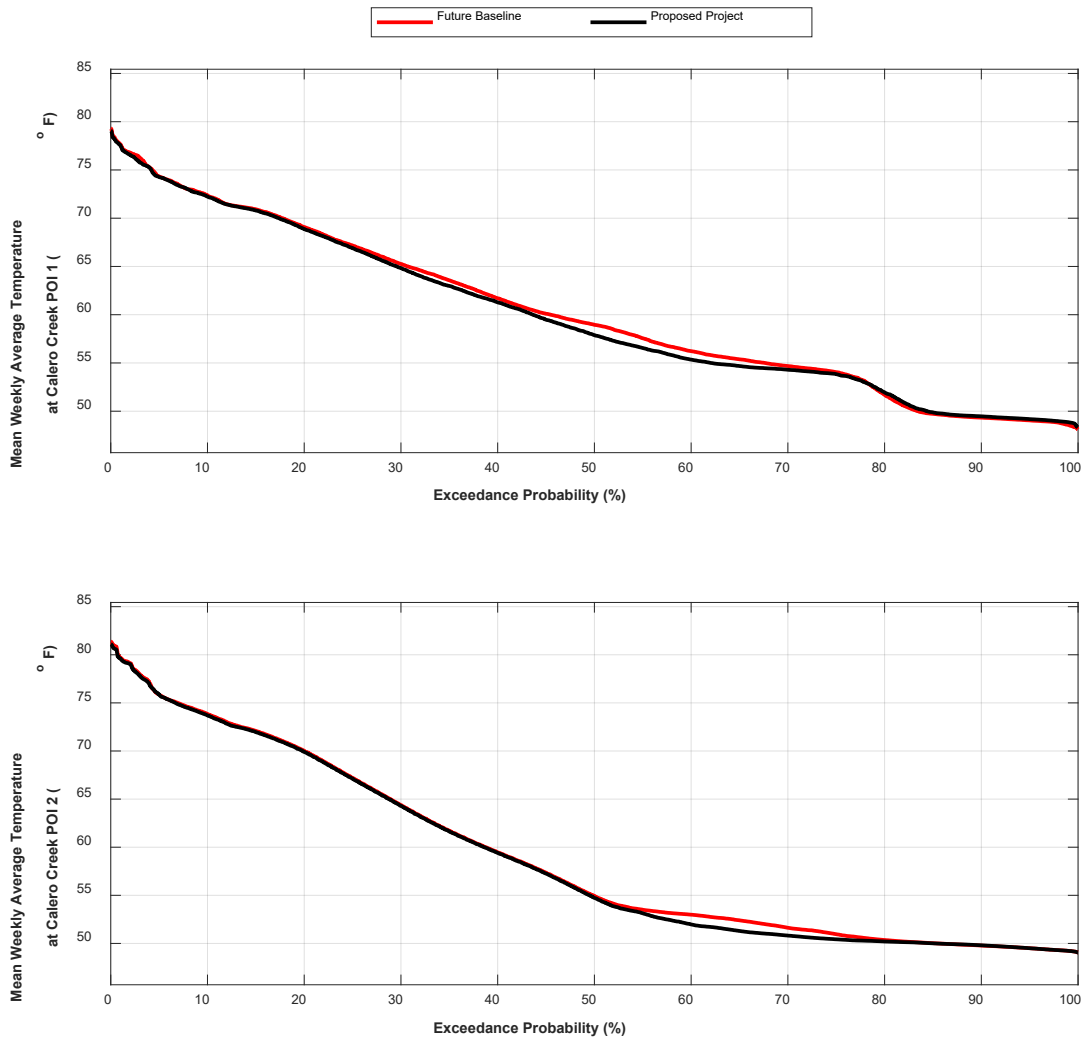 Future Baseline
Proposed Project
85
80
75
70
65
60
55
50
Mean Weekly Average Temperature
at Calero Creek POI 1 (
o F)
0 10 20 30 40 50 60 70 80 90 100
Exceedance Probability (%)
85
80
75
70
65
60
55
50
Mean Weekly Average Temperature
at Calero Creek POI 2 (
o F)
0 10 20 30 40 50 60 70 80 90 100
Exceedance Probability (%)